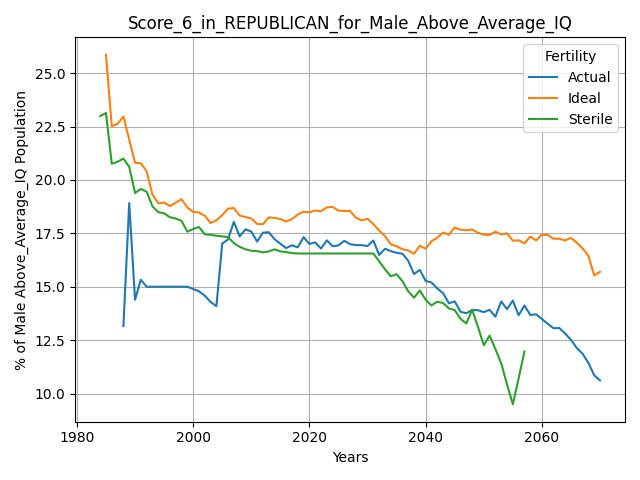 Score_6_in_REPUBLICAN_for_Male_Above_Average_IQ
% of Male Above_Average_IQ Population
25.0
22.5
20.0
17.5
15.0
12.5
10.0
Fertility
Actual
Ideal
Sterile
1980
2000
2020
2040
2060
Years